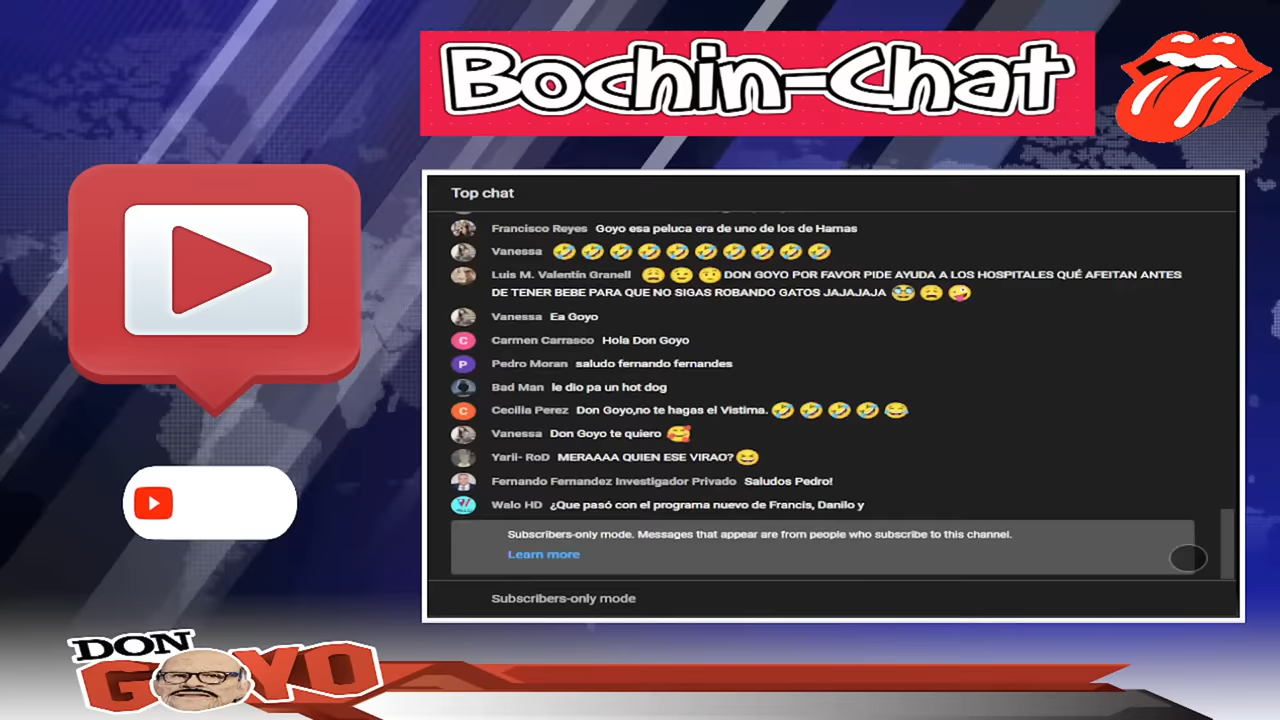 Bochin-Chat
Top chat
Francisco Reyes Goyo esa peluca era de uno de los de Hamas
Vanessa 🤣🤣🤣🤣🤣🤣🤣🤣🤣🤣
Luis M. Valentín Granell 😩😉🤨DON GOYO POR FAVOR PIDE AYUDA A LOS HOSPITALES QUÉ AFEITAN ANTES
DE TENER BEBE PARA QUE NO SIGAS ROBANDO GATOS JAJAJAJA 🥸😩🤪
Vanessa Ea Goyo
C Carmen Carrasco Hola Don Goyo
P Pedro Moran saludo fernando fernandes
Bad Man le dio pa un hot dog
C Cecilia Perez Don Goyo,no te hagas el Vistima. 🤣🤣🤣🤣😂
Vanessa Don Goyo te quiero 🥰
Yarii- RoD MERAAAA QUIEN ESE VIRAO?😂
Fernando Fernandez Investigador Privado Saludos Pedro!
Walo HD ¿Que pasó con el programa nuevo de Francis, Danilo y
Subscribers-only mode. Messages that appear are from people who subscribe to this channel.
Learn more
Subscribers-only mode
DON
GOYO